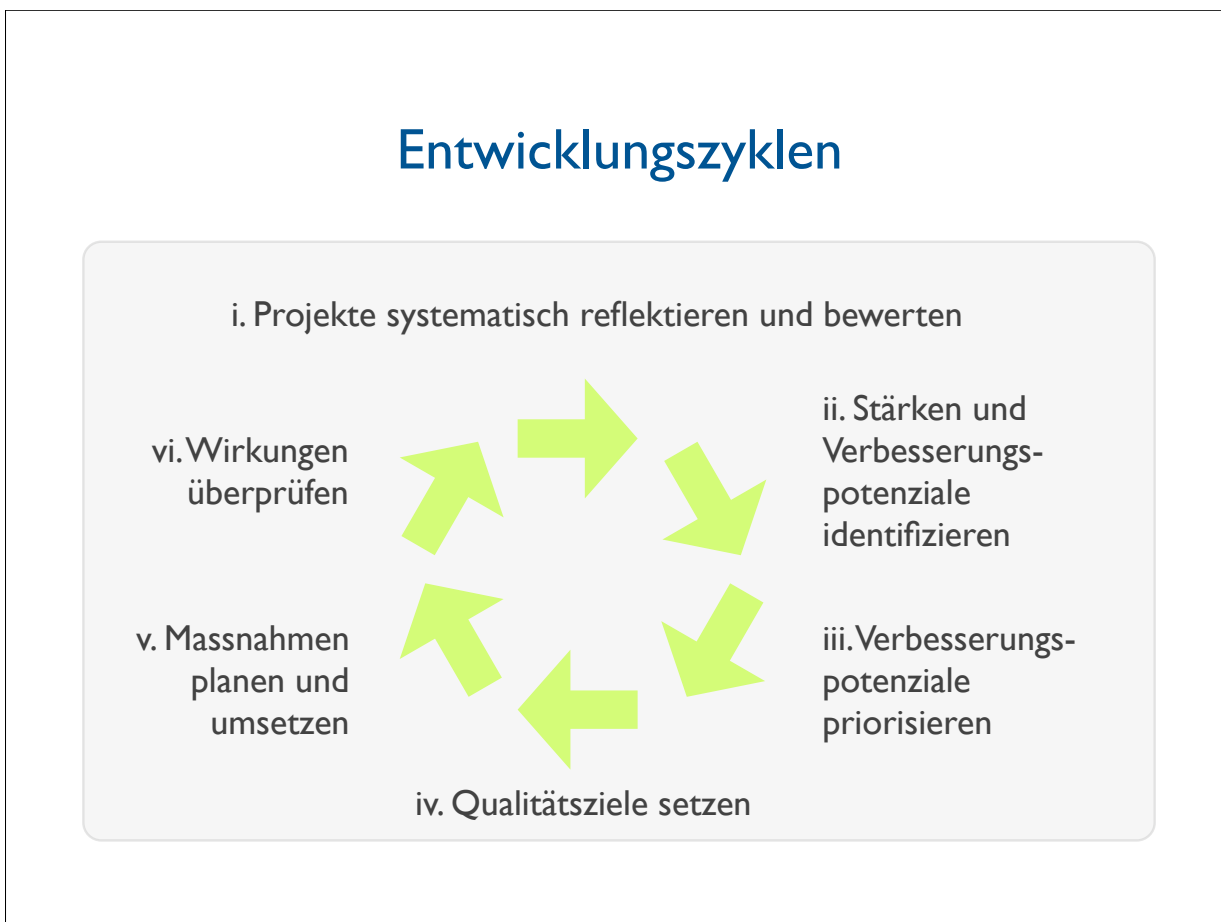 Entwicklungszyklen
i. Projekte systematisch reflektieren und bewerten
ii. Stärken und
Verbesserungs-
potenziale
identifizieren
iii. Verbesserungs-
potenziale
priorisieren
iv. Qualitätsziele setzen
v. Massnahmen
planen und
umsetzen
vi. Wirkungen
überprüfen